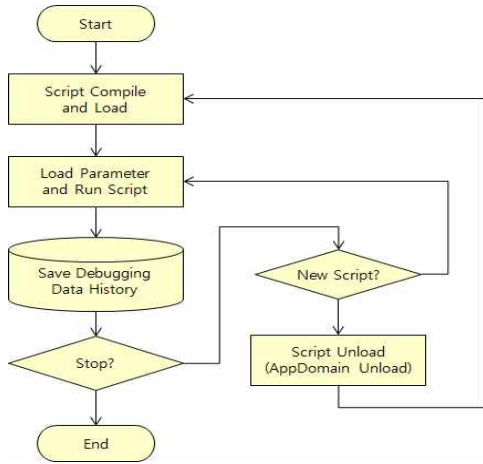 Start
Script Compile
and Load
Load Parameter
and Run Script
Save Debugging
Data History
New Script?
Stop?
Script Unload
(AppDomain Unload)
End